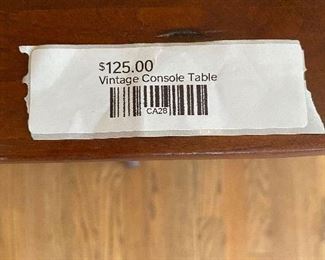 $125.00
Vintage Console Table
CA28